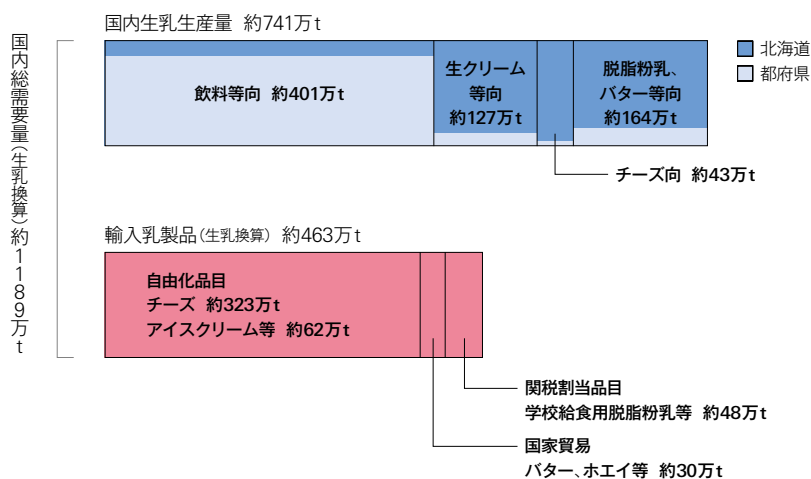 国内総需要量(生乳換算)約1189万t
国内生乳生産量 約741万t
北海道
都府県
飲料等向 約401万t
生クリーム
等向
約127万t
脱脂粉乳、
バター等向
約164万t
チーズ向 約43万t
輸入乳製品(生乳換算) 約463万t
自由化品目
チーズ 約323万t
アイスクリーム等 約62万t
関税割当品目
学校給食用脱脂粉乳等 約48万t
国家貿易
バター、ホエイ等 約30万t